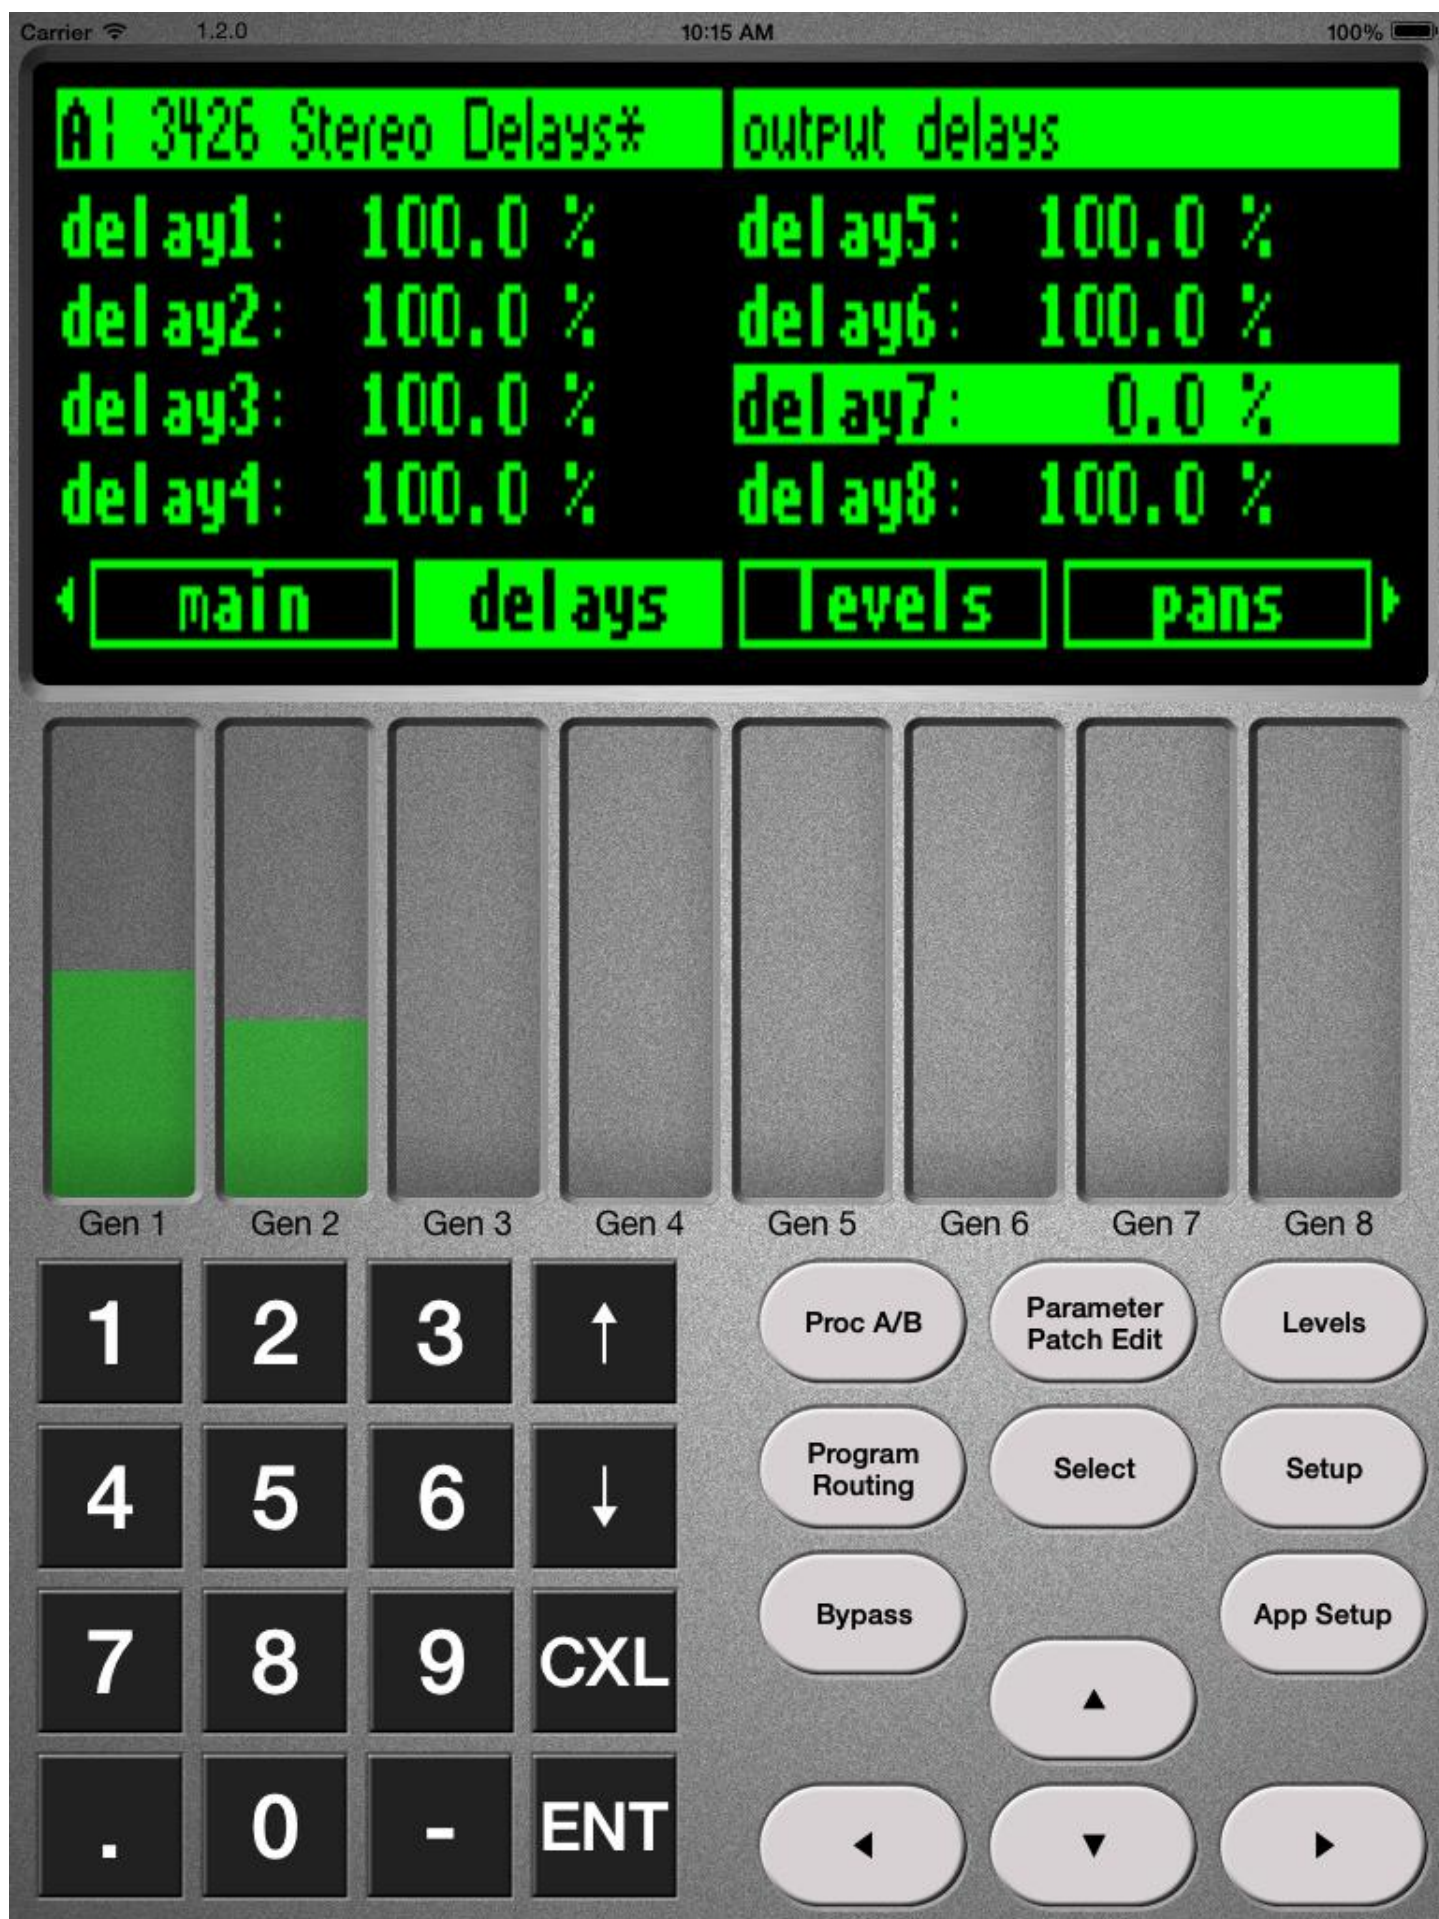 Carrier 1.2.0 10:15 AM 100%
A| 3426 Stereo Delays* output delays
delay1: 100.0 % delay5: 100.0 %
delay2: 100.0 % delay6: 100.0 %
delay3: 100.0 % delay7: 0.0 %
delay4: 100.0 % delay8: 100.0 %
main delays levels pans
Gen 1 Gen 2 Gen 3 Gen 4 Gen 5 Gen 6 Gen 7 Gen 8
1 2 3 ↑
4 5 6 ↓
7 8 9 CXL
. 0 - ENT
Proc A/B
Parameter
Patch Edit
Levels
Program
Routing
Select
Setup
Bypass
App Setup
▲
◀ ▼ ▶